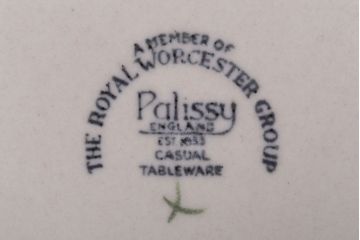 A MEMBER OF
THE ROYAL WORCESTER GROUP
Palissy
ENGLAND
EST 1853
CASUAL
TABLEWARE